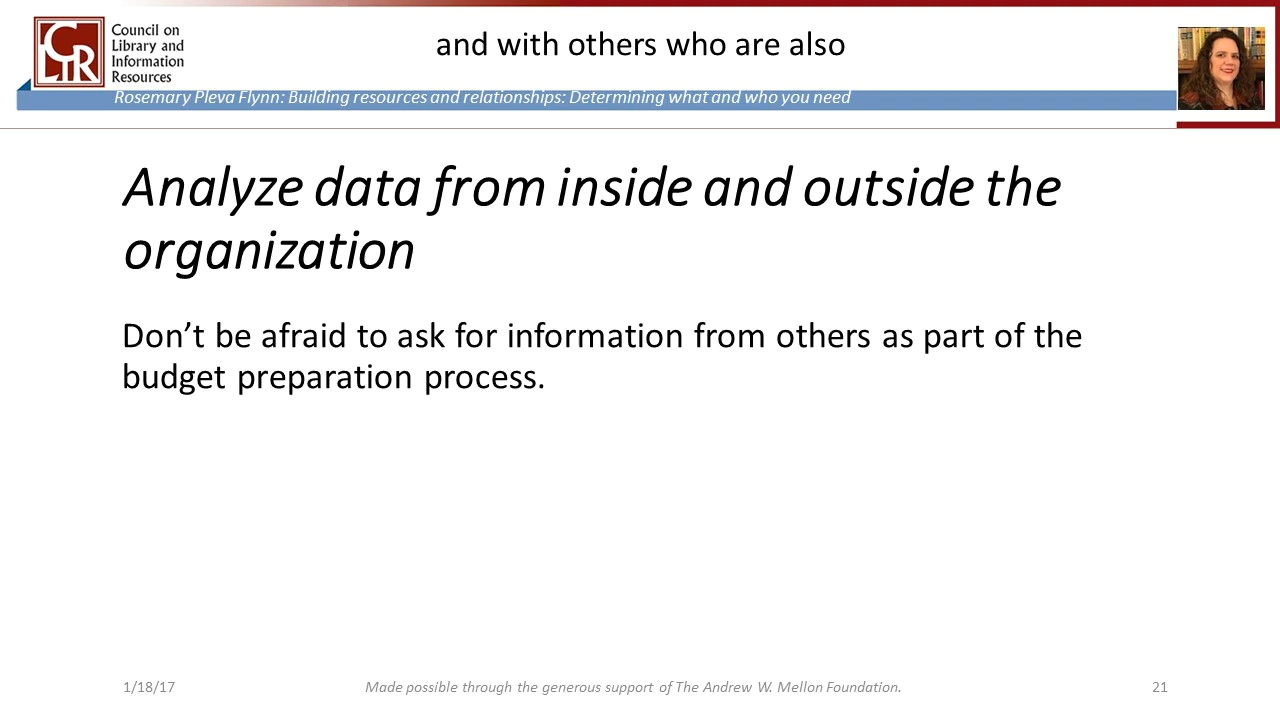 CLIR
Council on
Library and
Information
Resources
and with others who are also
Rosemary Pleva Flynn: Building resources and relationships: Determining what and who you need
Analyze data from inside and outside the
organization
Don’t be afraid to ask for information from others as part of the
budget preparation process.
1/18/17
Made possible through the generous support of The Andrew W. Mellon Foundation.
21